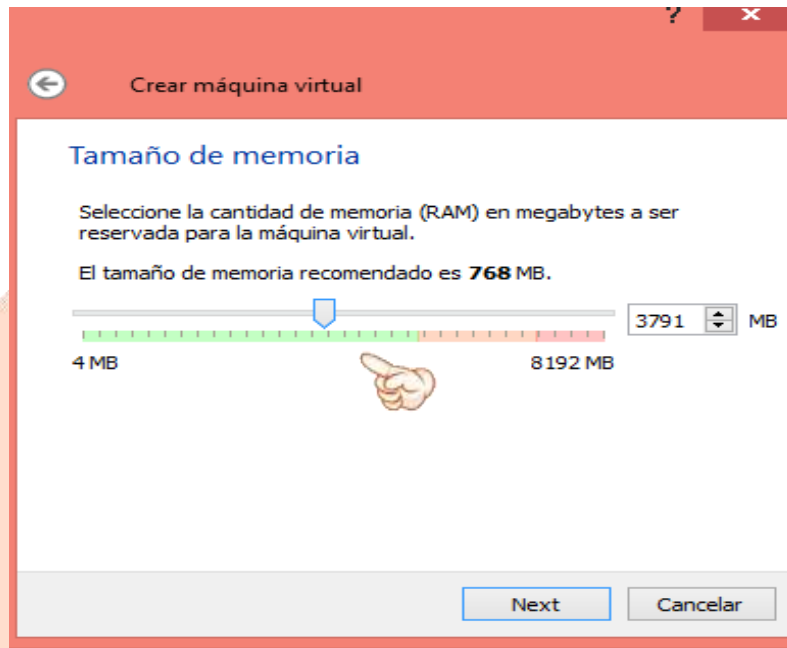 ?
Crear máquina virtual
Tamaño de memoria
Seleccione la cantidad de memoria (RAM) en megabytes a ser
reservada para la máquina virtual.
El tamaño de memoria recomendado es 768 MB.
3791 MB
4 MB 8192 MB
Next Cancelar